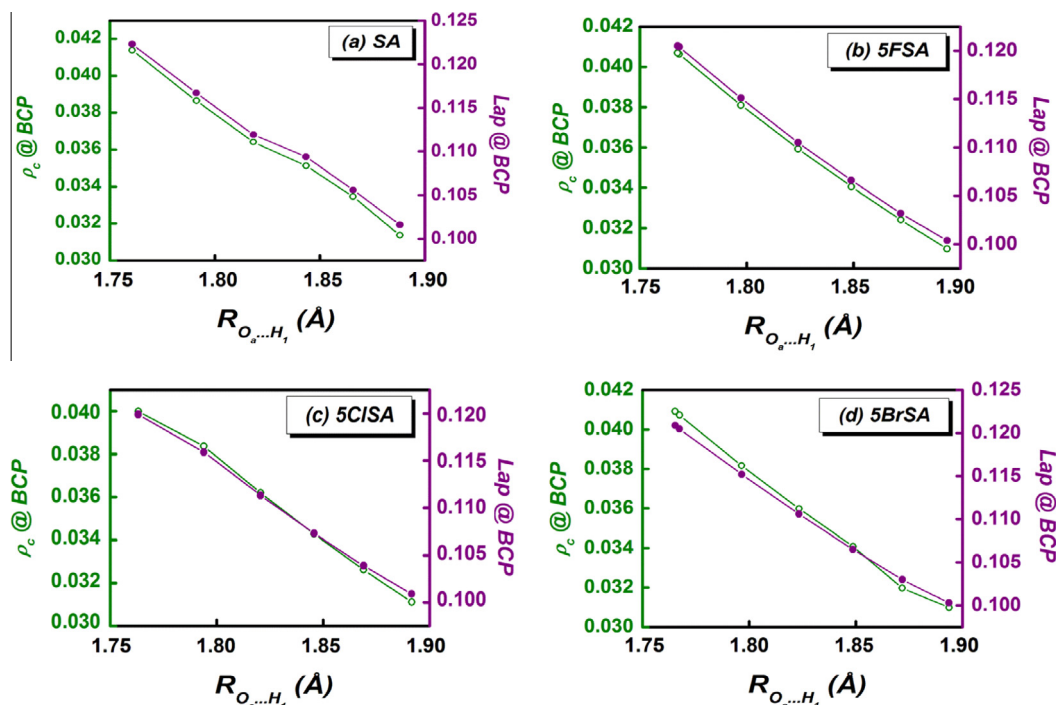 (a) SA
ρc @ BCP
0.042
0.040
0.038
0.036
0.034
0.032
0.030
0.125
0.120
0.115
0.110
0.105
0.100
Lap @ BCP
1.75 1.80 1.85 1.90
R Oa...H1 (Å)
(b) 5FSA
ρc @ BCP
0.042
0.040
0.038
0.036
0.034
0.032
0.030
0.120
0.115
0.110
0.105
0.100
Lap @ BCP
1.75 1.80 1.85 1.90
R Oa...H1 (Å)
(c) 5ClSA
ρc @ BCP
0.040
0.038
0.036
0.034
0.032
0.030
0.120
0.115
0.110
0.105
0.100
Lap @ BCP
1.75 1.80 1.85 1.90
R Oa...H1 (Å)
(d) 5BrSA
ρc @ BCP
0.042
0.040
0.038
0.036
0.034
0.032
0.030
0.125
0.120
0.115
0.110
0.105
0.100
Lap @ BCP
1.75 1.80 1.85 1.90
R Oa...H1 (Å)